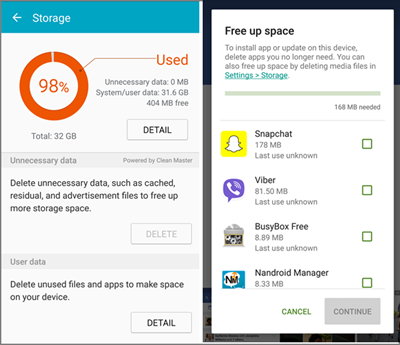 Storage
Used
98%
Unnecessary data: 0 MB
System/user data: 31.6 GB
404 MB free
Total: 32 GB
DETAIL
Unnecessary data
Powered by Clean Master
Delete unnecessary data, such as cached,
residual, and advertisement files to free up
more storage space.
DELETE
User data
Delete unused files and apps to make space
on your device.
DETAIL
Free up space
To install app or update on this device,
delete apps you no longer need. You can
also free up space by deleting media files in
Settings > Storage.
168 MB needed
Snapchat
178 MB
Last use unknown
Viber
81.50 MB
Last use unknown
BusyBox Free
8.89 MB
Last use unknown
Nandroid Manager
8.33 MB
CANCEL
CONTINUE